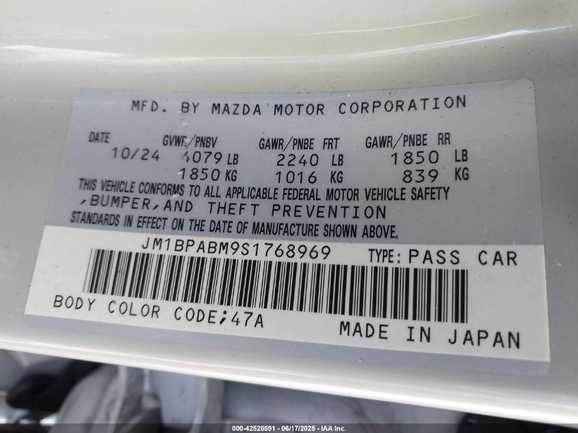 MFD. BY MAZDA MOTOR CORPORATION
DATE GVWR/PNBV GAWR/PNBE FRT GAWR/PNBE RR
10/24 4079 LB 2240 LB 1850 LB
1850 KG 1016 KG 839 KG
THIS VEHICLE CONFORMS TO ALL APPLICABLE FEDERAL MOTOR VEHICLE SAFETY
,BUMPER,AND THEFT PREVENTION
STANDARDS IN EFFECT ON THE DATE OF MANUFACTURE SHOWN ABOVE.
JM1BPABM9S1768969 TYPE: PASS CAR
BODY COLOR CODE;47A
MADE IN JAPAN
000-42526591 - 06/17/2025 - IAA Inc.